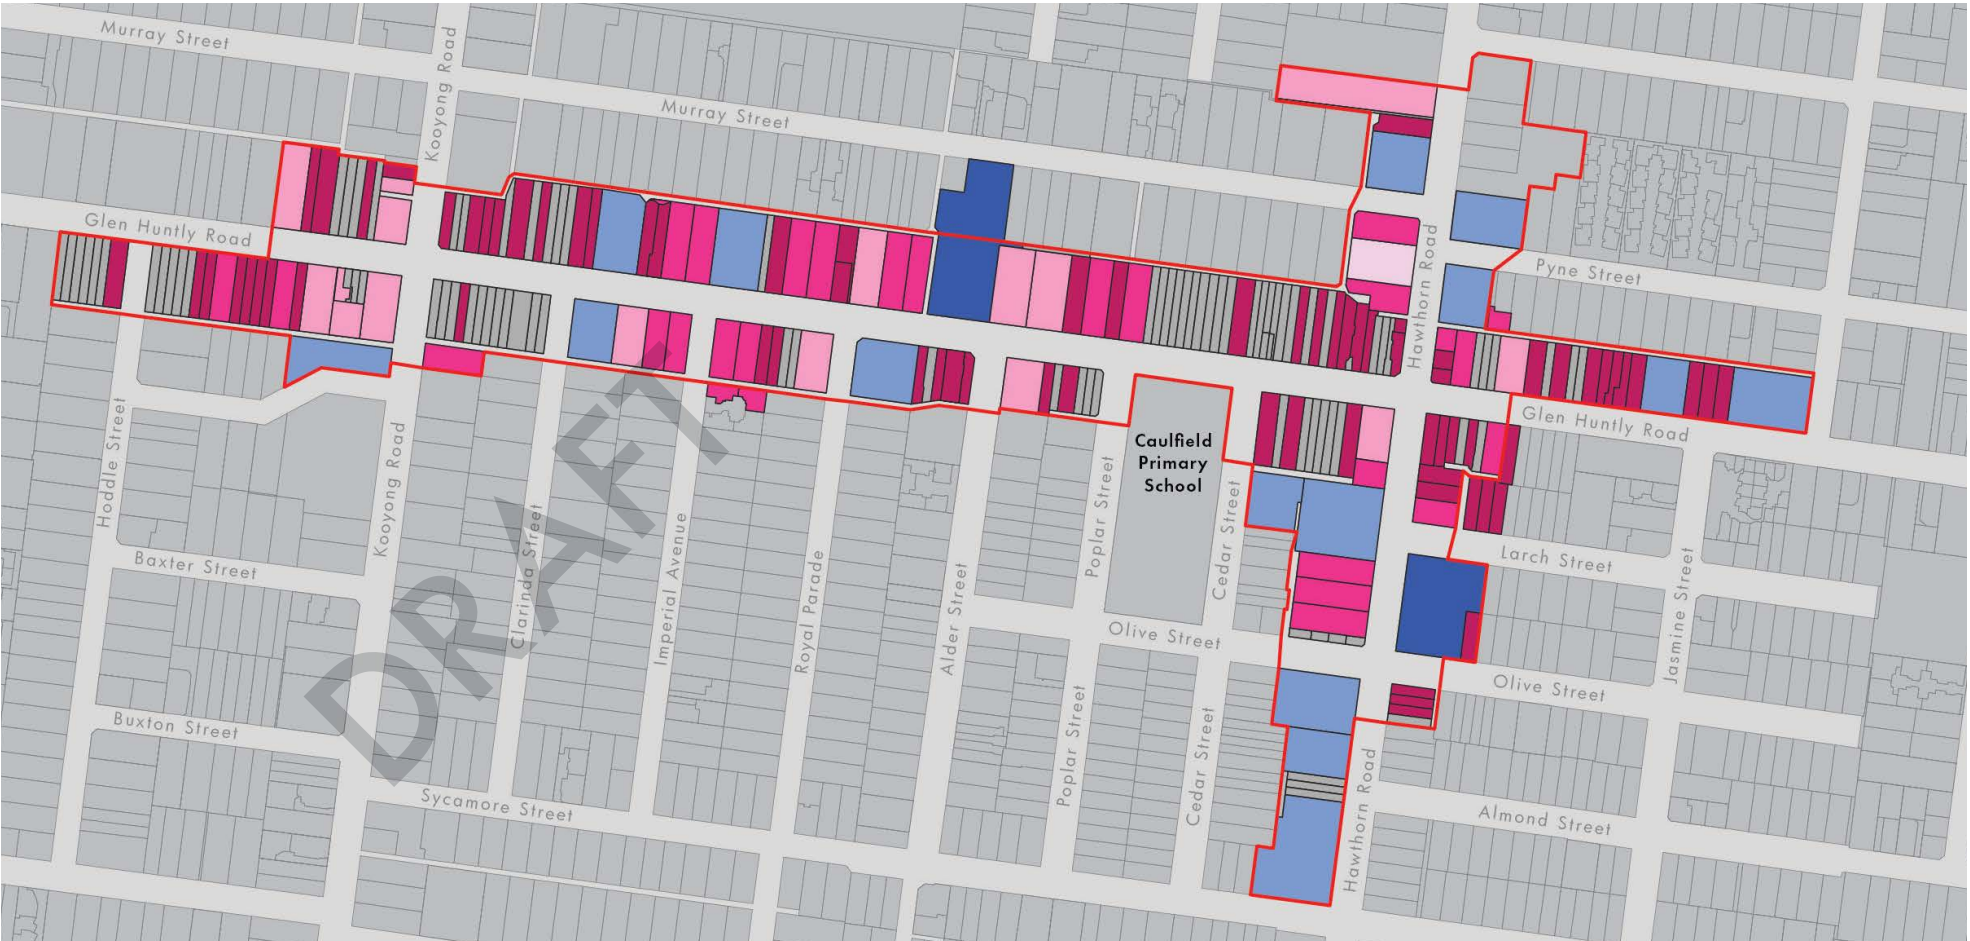 Murray Street
Kooyong Road
Murray Street
Glen Huntly Road
Hawthorn Road
Pyne Street
Glen Huntly Road
Caulfield
Primary
School
Hoddle Street
Kooyong Road
Clarinda Street
Imperial Avenue
Royal Parade
Alder Street
Poplar Street
Cedar Street
Larch Street
Jasmine Street
Baxter Street
DRAFT
Olive Street
Olive Street
Buxton Street
Poplar Street
Cedar Street
Hawthorn Road
Sycamore Street
Almond Street